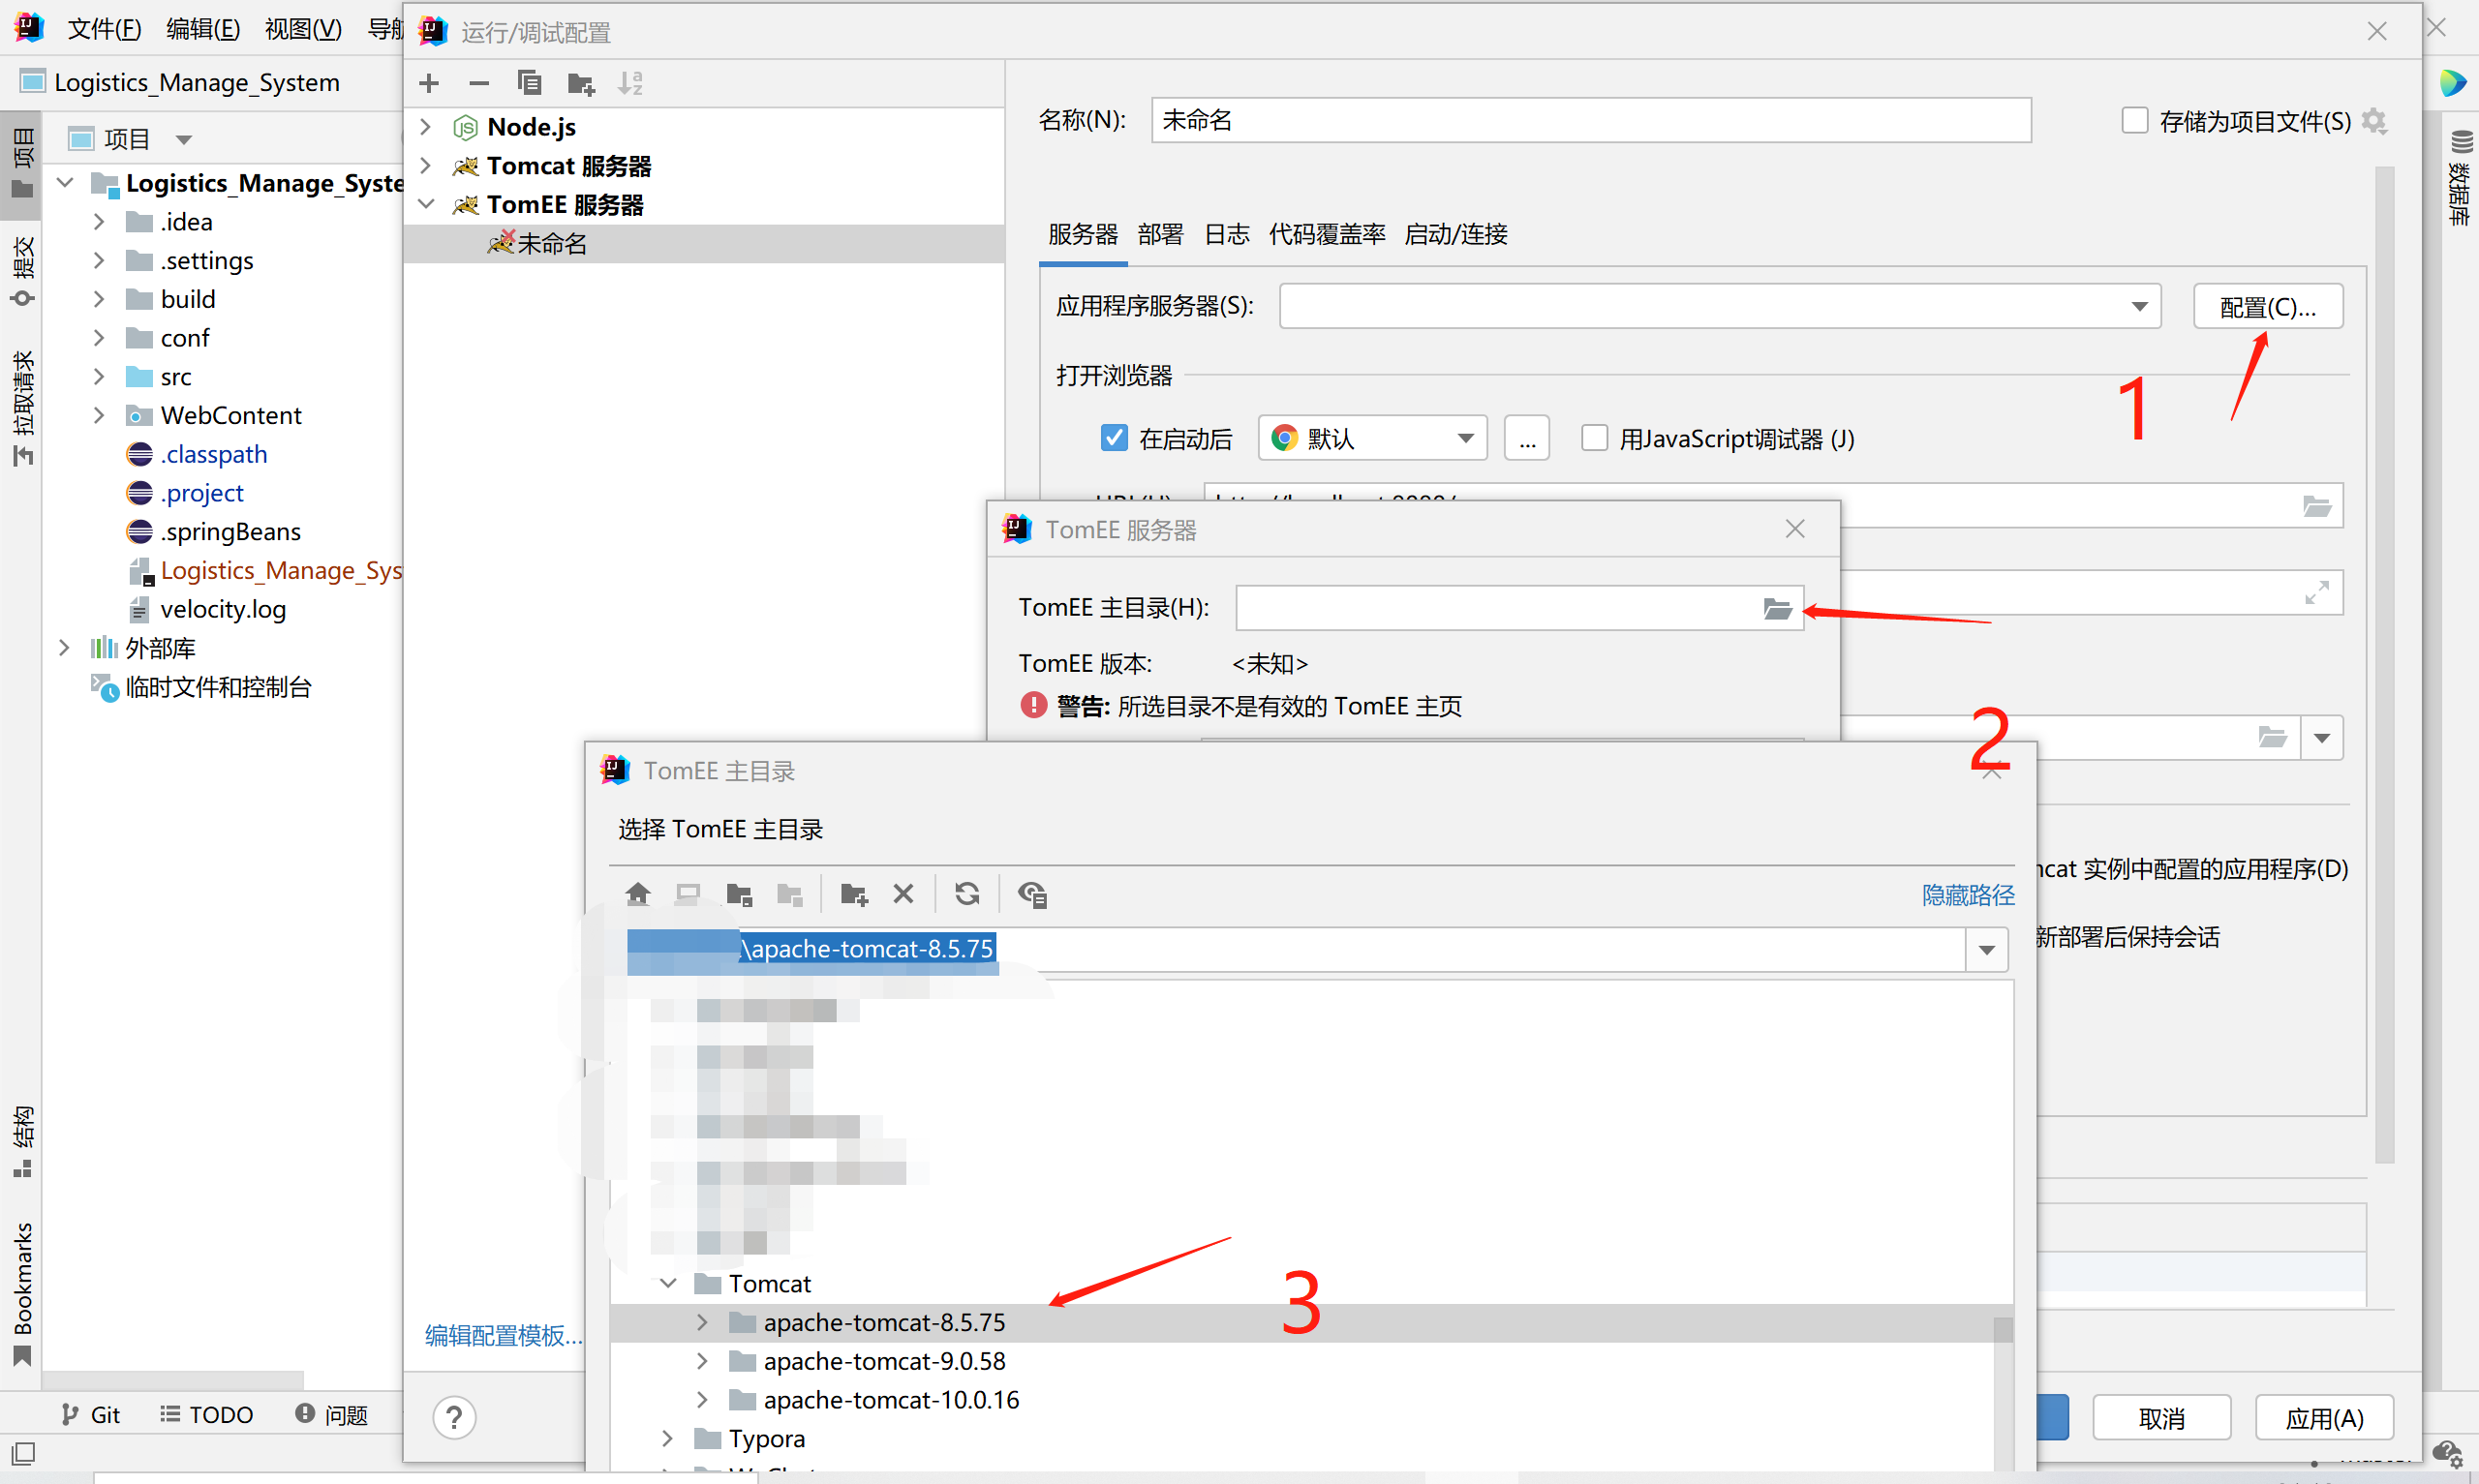 文件(F) 编辑(E) 视图(V) 导航
运行/调试配置
Logistics_Manage_System
项目
Logistics_Manage_Syste
.idea
.settings
build
conf
src
WebContent
.classpath
.project
.springBeans
Logistics_Manage_Sys
velocity.log
外部库
临时文件和控制台
项目
提交
拉取请求
结构
Bookmarks
数据库
Node.js
Tomcat 服务器
TomEE 服务器
未命名
编辑配置模板...
名称(N): 未命名
存储为项目文件(S)
服务器 部署 日志 代码覆盖率 启动/连接
应用程序服务器(S):
配置(C)...
1
打开浏览器
在启动后 默认 ... 用JavaScript调试器 (J)
TomEE 服务器
TomEE 主目录(H):
TomEE 版本: <未知>
警告: 所选目录不是有效的 TomEE 主页
2
TomEE 主目录
选择 TomEE 主目录
隐藏路径
\apache-tomcat-8.5.75
cat 实例中配置的应用程序(D)
新部署后保持会话
Tomcat
apache-tomcat-8.5.75
3
apache-tomcat-9.0.58
apache-tomcat-10.0.16
Typora
?
取消
应用(A)
Git TODO 问题